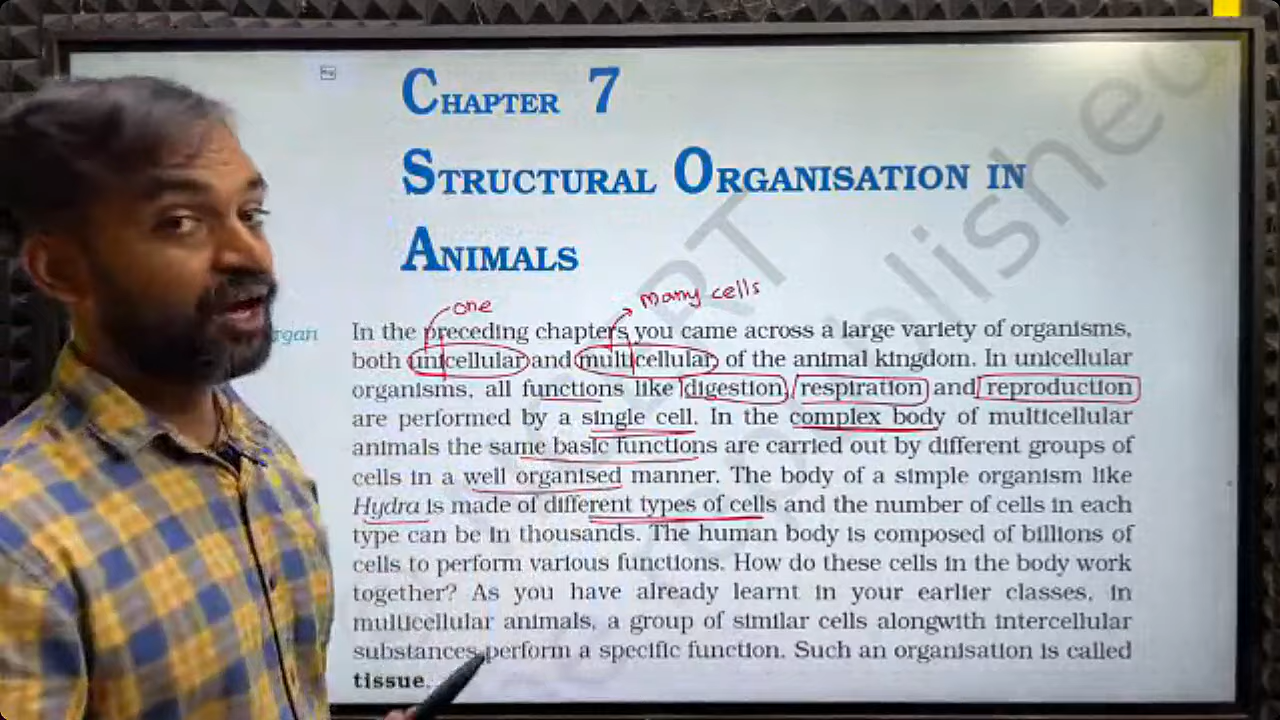 CHAPTER 7
STRUCTURAL ORGANISATION IN
ANIMALS
one
many cells
rgan
In the preceding chapters you came across a large variety of organisms,
both unicellular and multicellular of the animal kingdom. In unicellular
organisms, all functions like digestion, respiration and reproduction
are performed by a single cell. In the complex body of multicellular
animals the same basic functions are carried out by different groups of
cells in a well organised manner. The body of a simple organism like
Hydra is made of different types of cells and the number of cells in each
type can be in thousands. The human body is composed of billions of
cells to perform various functions. How do these cells in the body work
together? As you have already learnt in your earlier classes, in
multicellular animals, a group of similar cells alongwith intercellular
substances perform a specific function. Such an organisation is called
tissue.